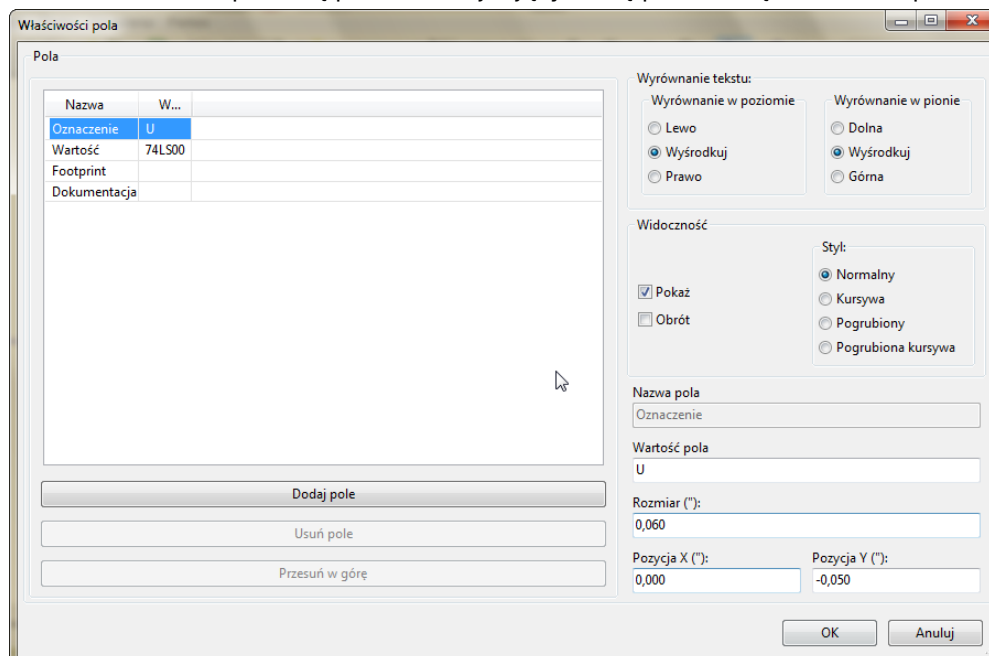 Właściwości pola
Pola
Nazwa W...
Oznaczenie U
Wartość 74LS00
Footprint
Dokumentacja
Dodaj pole
Usuń pole
Przesuń w górę
Wyrównanie tekstu:
Wyrównanie w poziomie
Lewo
Wyśrodkuj
Prawo
Wyrównanie w pionie
Dolna
Wyśrodkuj
Górna
Widoczność
Pokaż
Obrót
Styl:
Normalny
Kursywa
Pogrubiony
Pogrubiona kursywa
Nazwa pola
Oznaczenie
Wartość pola
U
Rozmiar ("):
0,060
Pozycja X ("): Pozycja Y ("):
0,000 -0,050
OK Anuluj